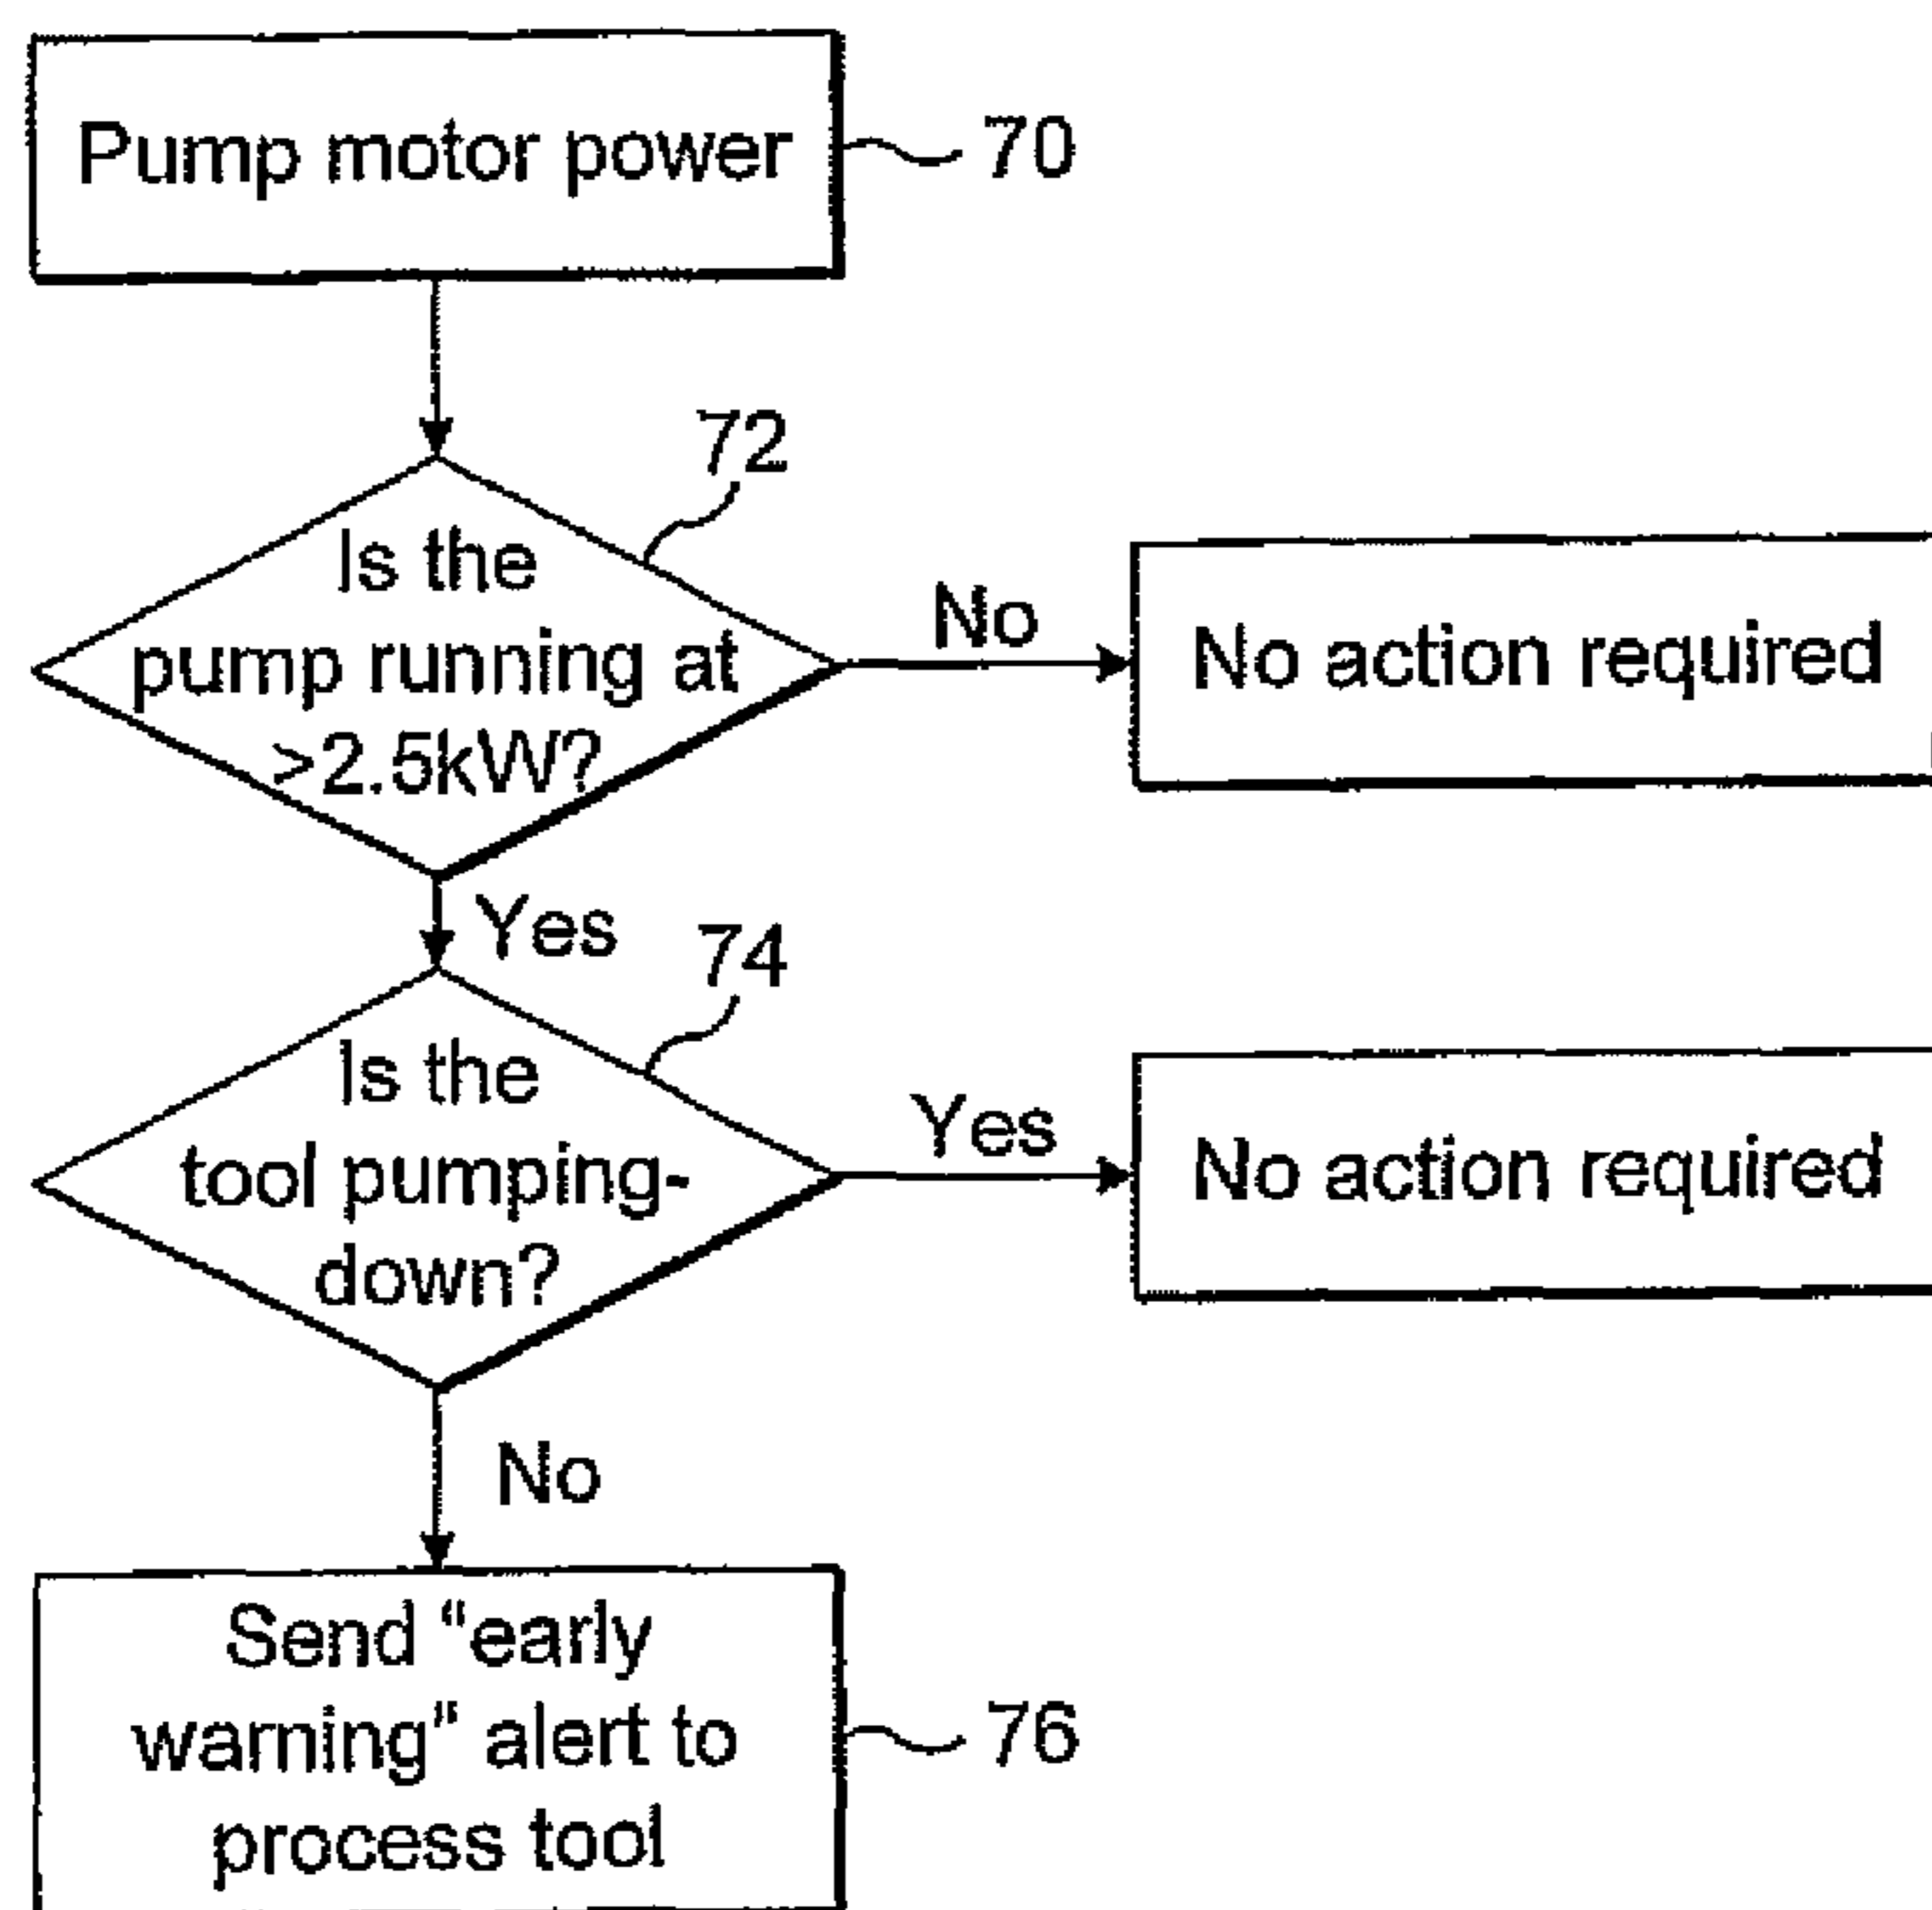 Pump motor power
70
72
Is the
pump running at
>2.5kW?
No
No action required
Yes
74
Is the
tool pumping-
down?
Yes
No action required
No
Send “early
warning” alert to
process tool
76